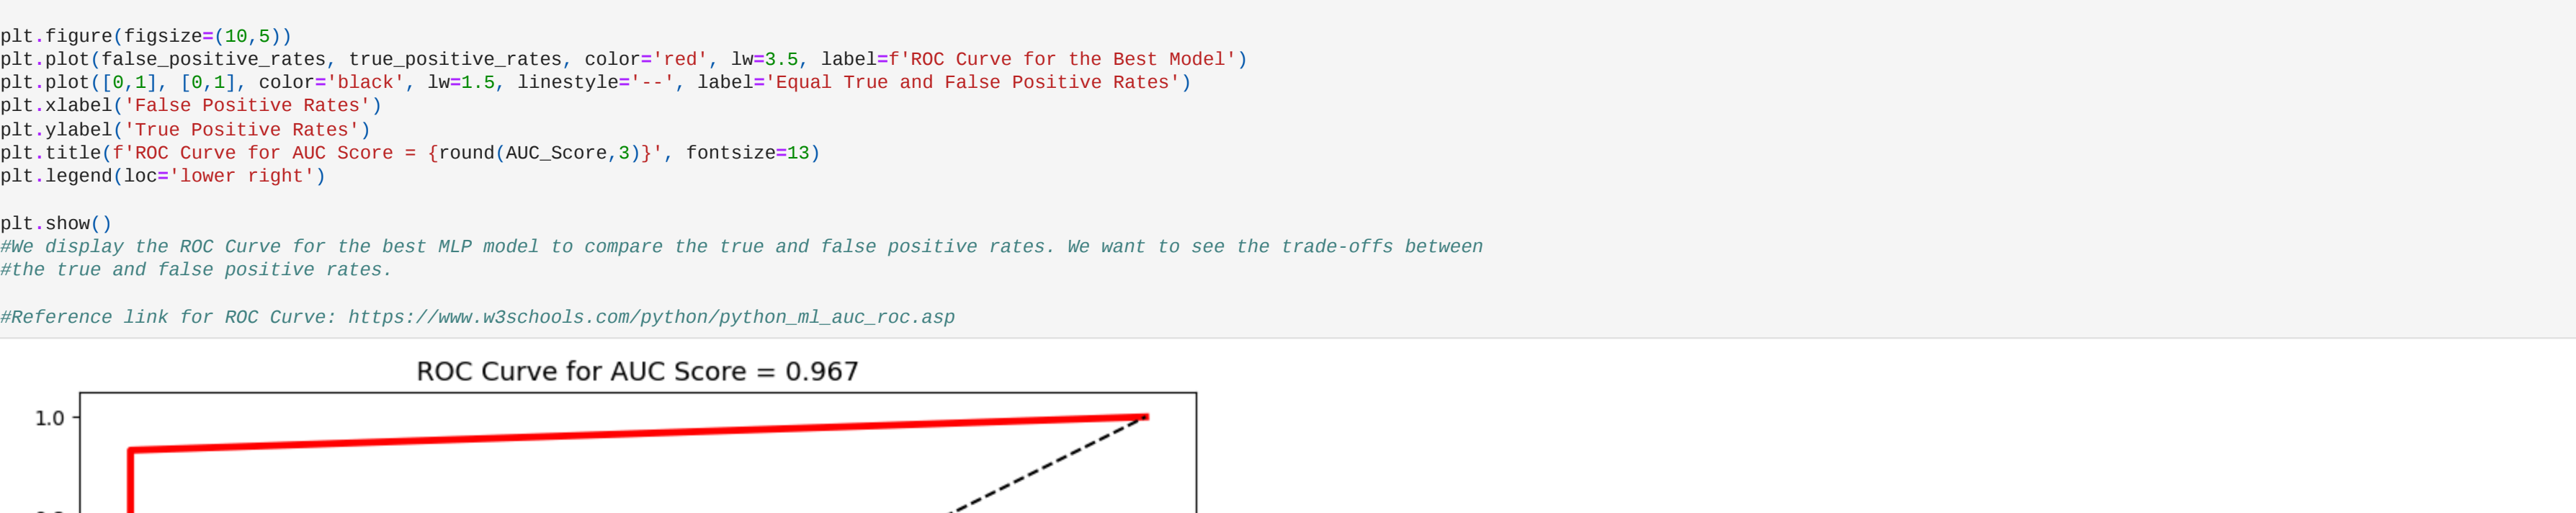 plt.figure(figsize=(10,5))
plt.plot(false_positive_rates, true_positive_rates, color='red', lw=3.5, label=f'ROC Curve for the Best Model')
plt.plot([0,1], [0,1], color='black', lw=1.5, linestyle='--', label='Equal True and False Positive Rates')
plt.xlabel('False Positive Rates')
plt.ylabel('True Positive Rates')
plt.title(f'ROC Curve for AUC Score = {round(AUC_Score,3)}', fontsize=13)
plt.legend(loc='lower right')
plt.show()
#We display the ROC Curve for the best MLP model to compare the true and false positive rates. We want to see the trade-offs between
#the true and false positive rates.
#Reference link for ROC Curve: https://www.w3schools.com/python/python_ml_auc_roc.asp
ROC Curve for AUC Score = 0.967
1.0